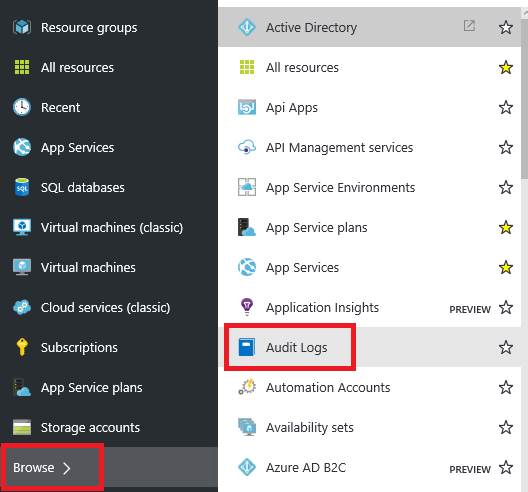 Resource groups
All resources
Recent
App Services
SQL databases
Virtual machines (classic)
Virtual machines
Cloud services (classic)
Subscriptions
App Service plans
Storage accounts
Browse
Active Directory
All resources
Api Apps
API Management services
App Service Environments
App Service plans
App Services
Application Insights PREVIEW
Audit Logs
Automation Accounts
Availability sets
Azure AD B2C PREVIEW